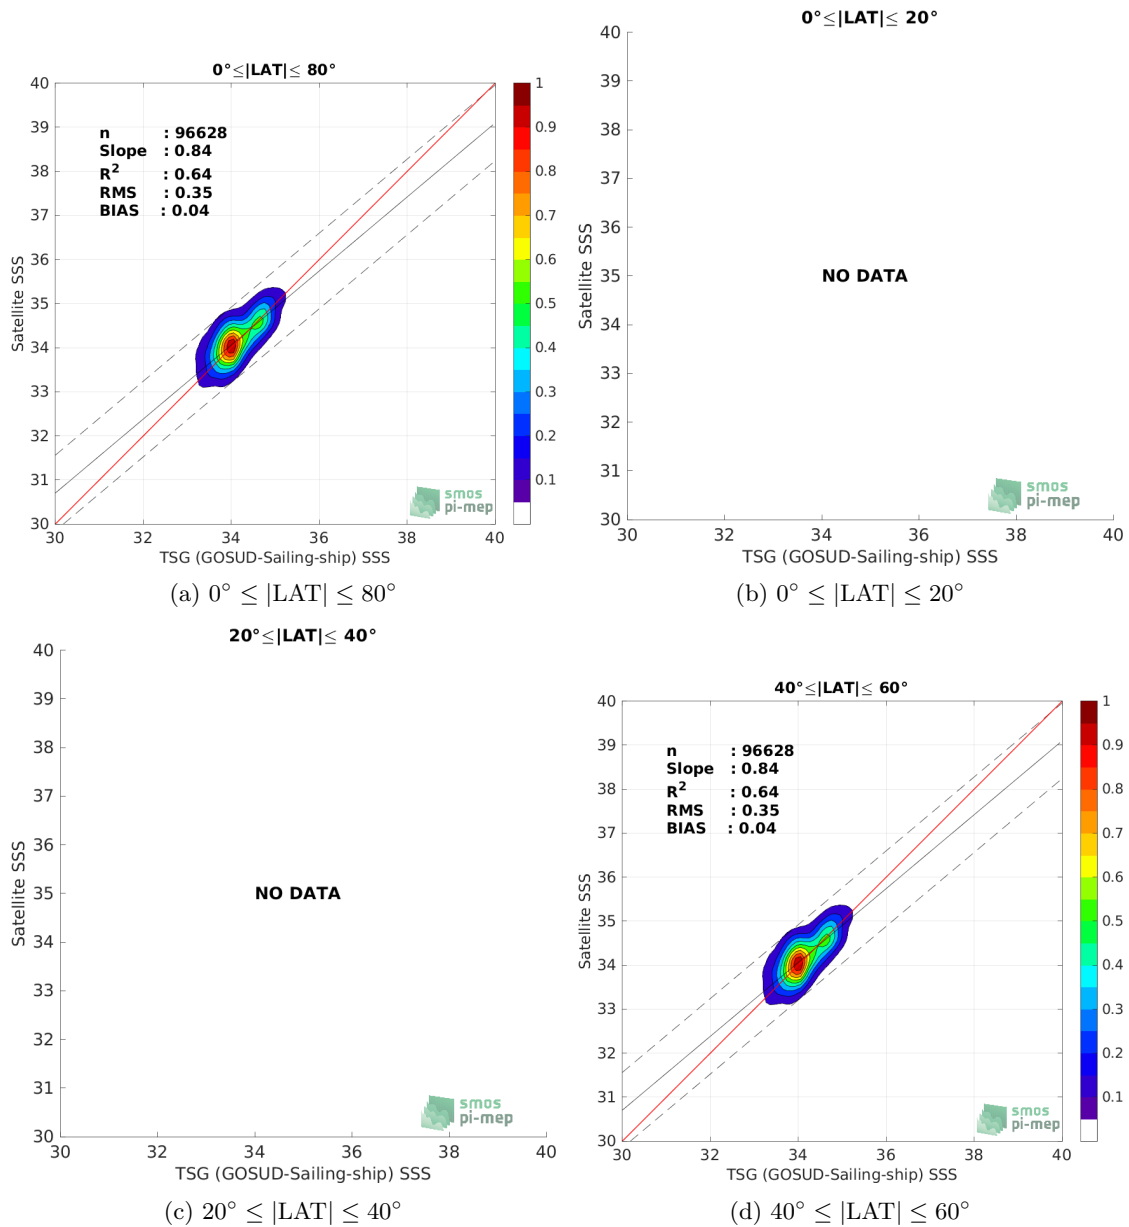 0°≤|LAT|≤ 80°
40
39
38
37
36
35
34
33
32
31
30
Satellite SSS
n : 96628
Slope : 0.84
R² : 0.64
RMS : 0.35
BIAS : 0.04
smos
pi-mep
30 32 34 36 38 40
TSG (GOSUD-Sailing-ship) SSS
1
0.9
0.8
0.7
0.6
0.5
0.4
0.3
0.2
0.1
(a) 0° ≤ |LAT| ≤ 80°
0°≤|LAT|≤ 20°
40
39
38
37
36
35
34
33
32
31
30
Satellite SSS
NO DATA
smos
pi-mep
30 32 34 36 38 40
TSG (GOSUD-Sailing-ship) SSS
(b) 0° ≤ |LAT| ≤ 20°
20°≤|LAT|≤ 40°
40
39
38
37
36
35
34
33
32
31
30
Satellite SSS
NO DATA
smos
pi-mep
30 32 34 36 38 40
TSG (GOSUD-Sailing-ship) SSS
(c) 20° ≤ |LAT| ≤ 40°
40°≤|LAT|≤ 60°
40
39
38
37
36
35
34
33
32
31
30
Satellite SSS
n : 96628
Slope : 0.84
R² : 0.64
RMS : 0.35
BIAS : 0.04
smos
pi-mep
30 32 34 36 38 40
TSG (GOSUD-Sailing-ship) SSS
1
0.9
0.8
0.7
0.6
0.5
0.4
0.3
0.2
0.1
(d) 40° ≤ |LAT| ≤ 60°